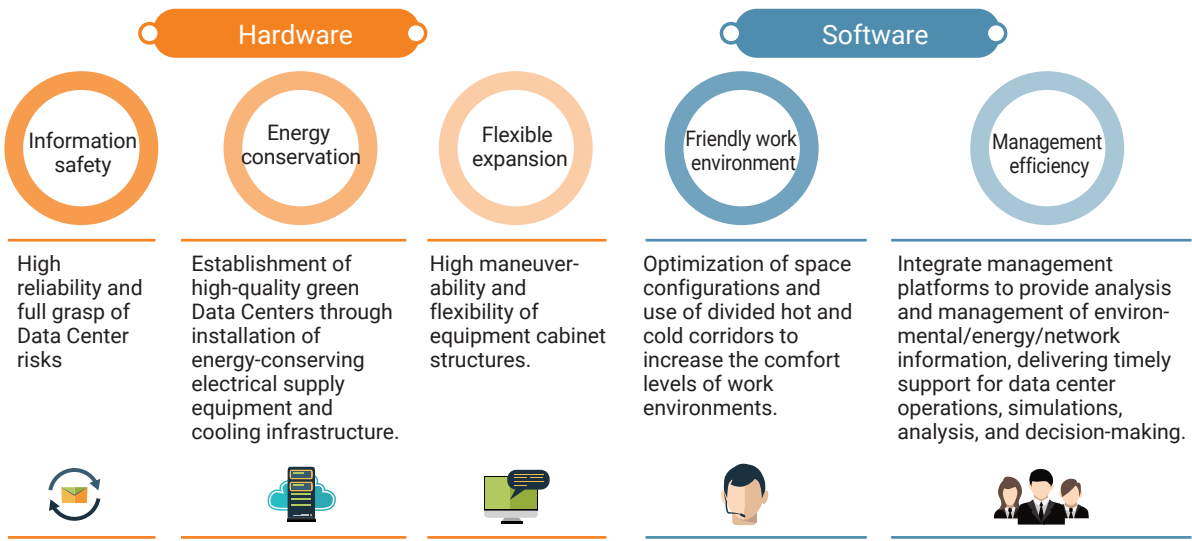 Hardware
Software
Information
safety
Energy
conservation
Flexible
expansion
Friendly work
environment
Management
efficiency
High
reliability and
full grasp of
Data Center
risks
Establishment of
high-quality green
Data Centers through
installation of
energy-conserving
electrical supply
equipment and
cooling infrastructure.
High maneuver-
ability and
flexibility of
equipment cabinet
structures.
Optimization of space
configurations and
use of divided hot and
cold corridors to
increase the comfort
levels of work
environments.
Integrate management
platforms to provide analysis
and management of environ-
mental/energy/network
information, delivering timely
support for data center
operations, simulations,
analysis, and decision-making.